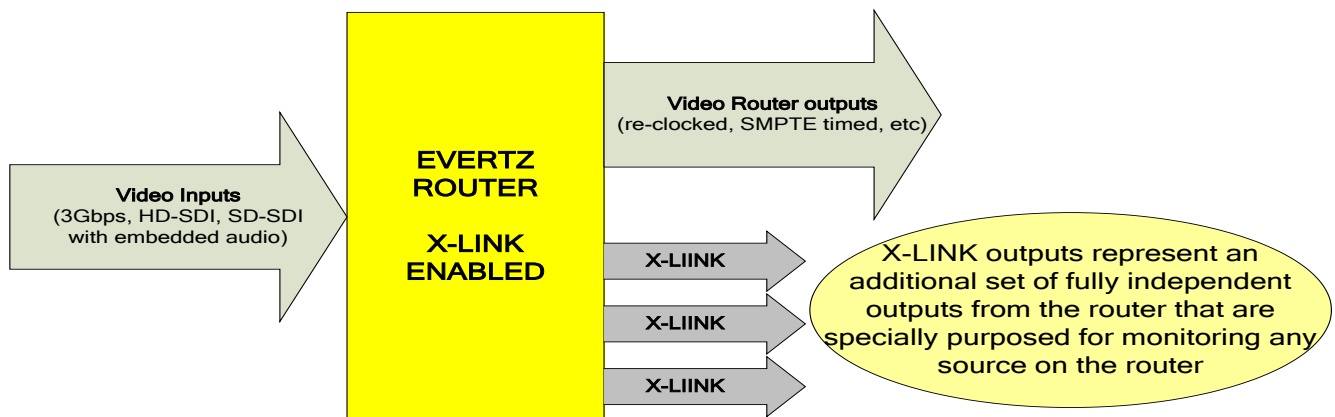 Video Inputs
(3Gbps, HD-SDI, SD-SDI
with embedded audio)
EVERTZ
ROUTER
X-LINK
ENABLED
Video Router outputs
(re-clocked, SMPTE timed, etc)
X-LIINK
X-LIINK
X-LIINK
X-LINK outputs represent an
additional set of fully independent
outputs from the router that are
specially purposed for monitoring any
source on the router